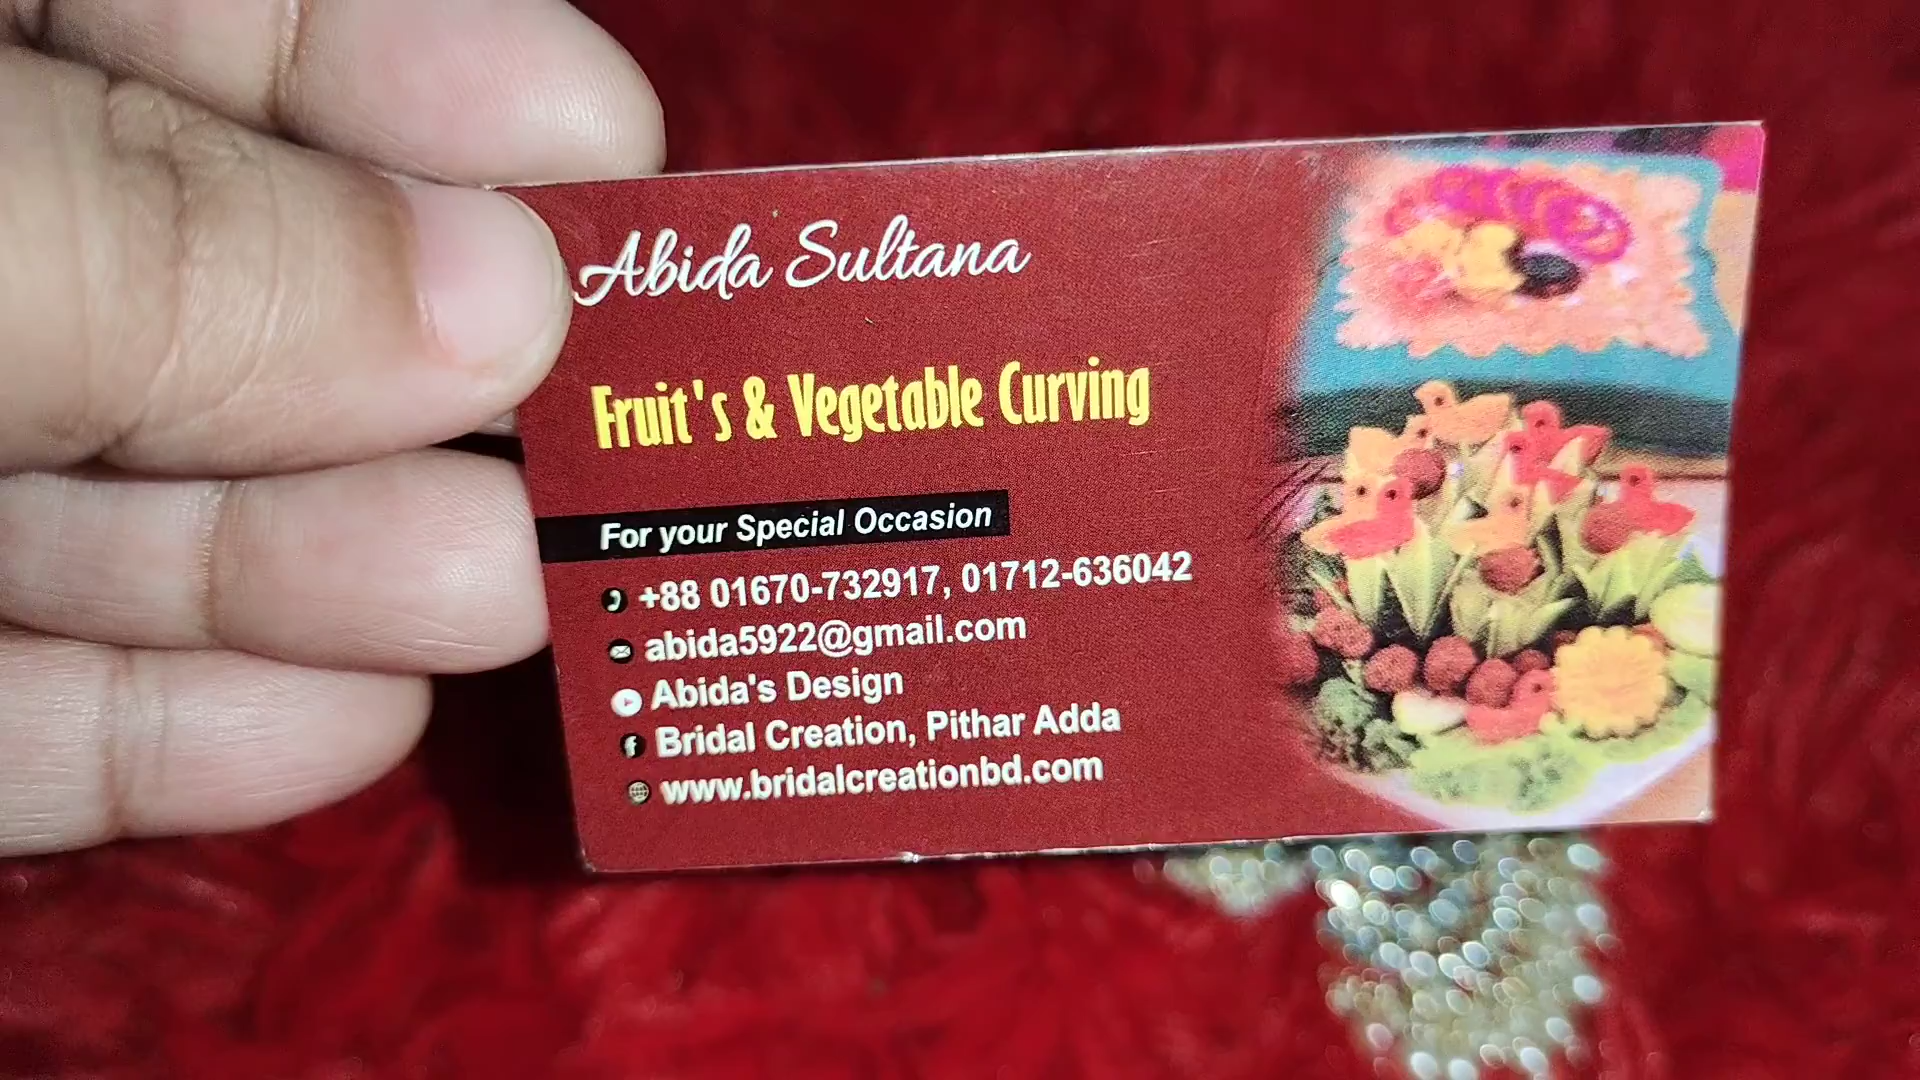 Abida Sultana
Fruit's & Vegetable Curving
For your Special Occasion
+88 01670-732917, 01712-636042
abida5922@gmail.com
Abida's Design
Bridal Creation, Pithar Adda
www.bridalcreationbd.com